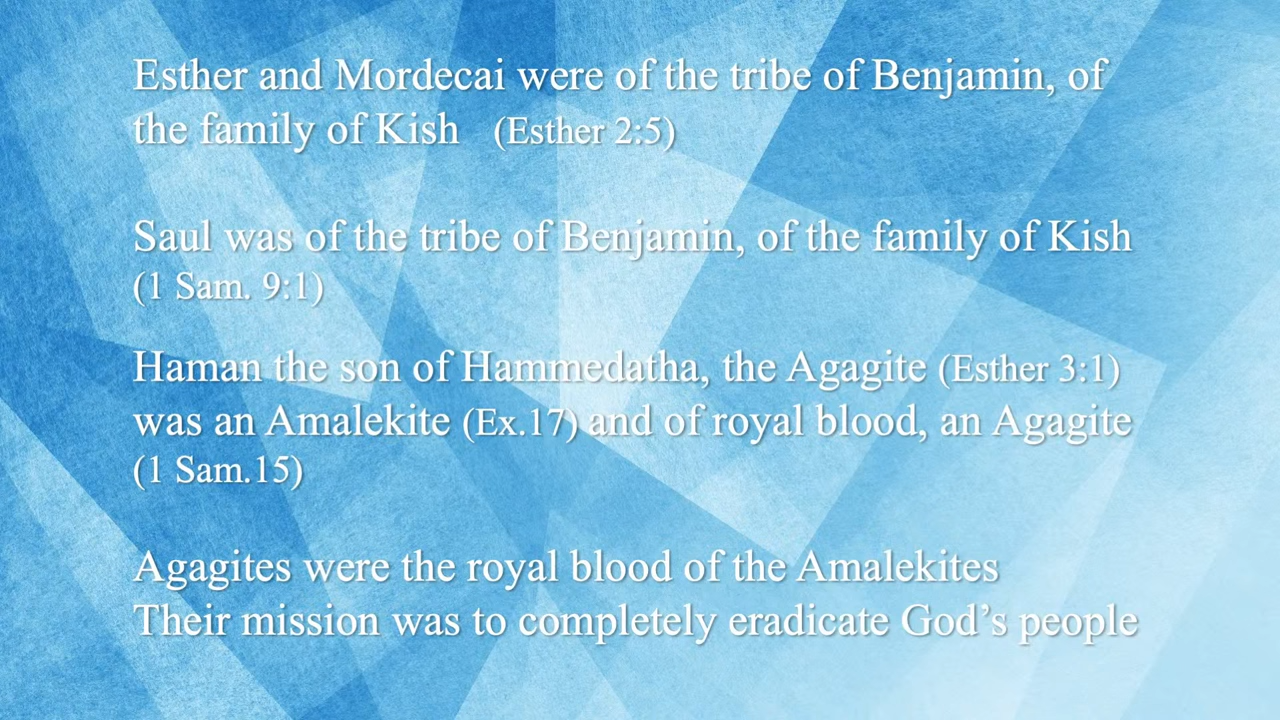 Esther and Mordecai were of the tribe of Benjamin, of
the family of Kish (Esther 2:5)
Saul was of the tribe of Benjamin, of the family of Kish
(1 Sam. 9:1)
Haman the son of Hammedatha, the Agagite (Esther 3:1)
was an Amalekite (Ex.17) and of royal blood, an Agagite
(1 Sam.15)
Agagites were the royal blood of the Amalekites
Their mission was to completely eradicate God’s people